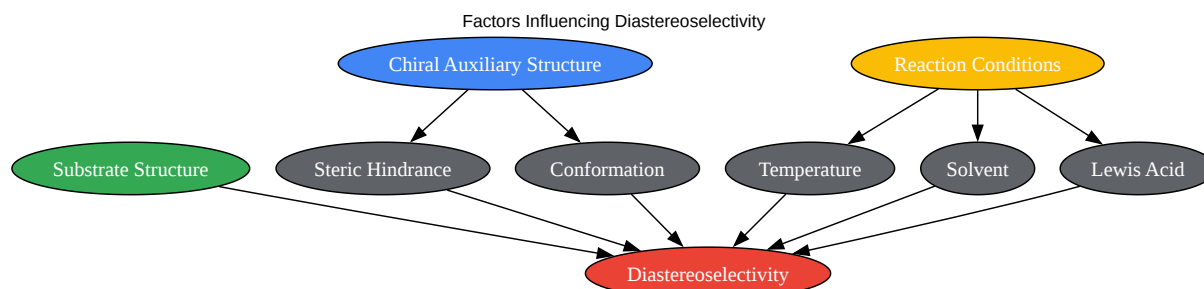 Factors Influencing Diastereoselectivity
Chiral Auxiliary Structure
Reaction Conditions
Substrate Structure
Steric Hindrance
Conformation
Temperature
Solvent
Lewis Acid
Diastereoselectivity